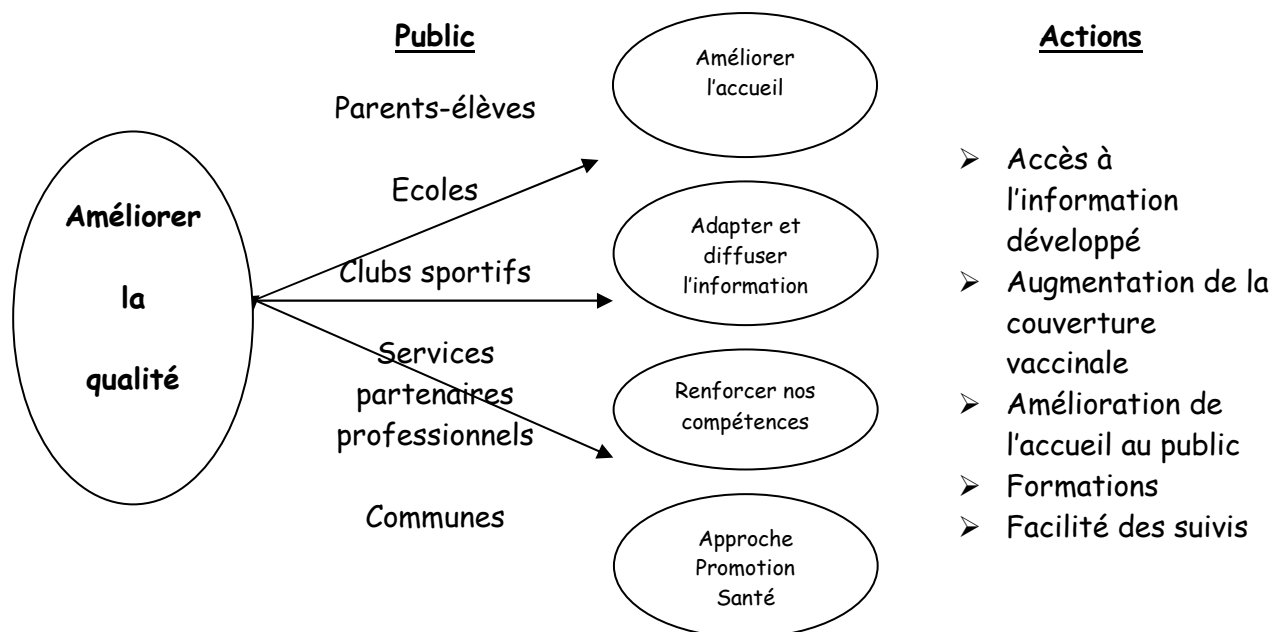 Améliorer
la
qualité
Public
Parents-élèves
Ecoles
Clubs sportifs
Services
partenaires
professionnels
Communes
Améliorer
l'accueil
Adapter et
diffuser
l'information
Renforcer nos
compétences
Approche
Promotion
Santé
Actions
➢ Accès à
l'information
développé
➢ Augmentation de la
couverture
vaccinale
➢ Amélioration de
l'accueil au public
➢ Formations
➢ Facilité des suivis